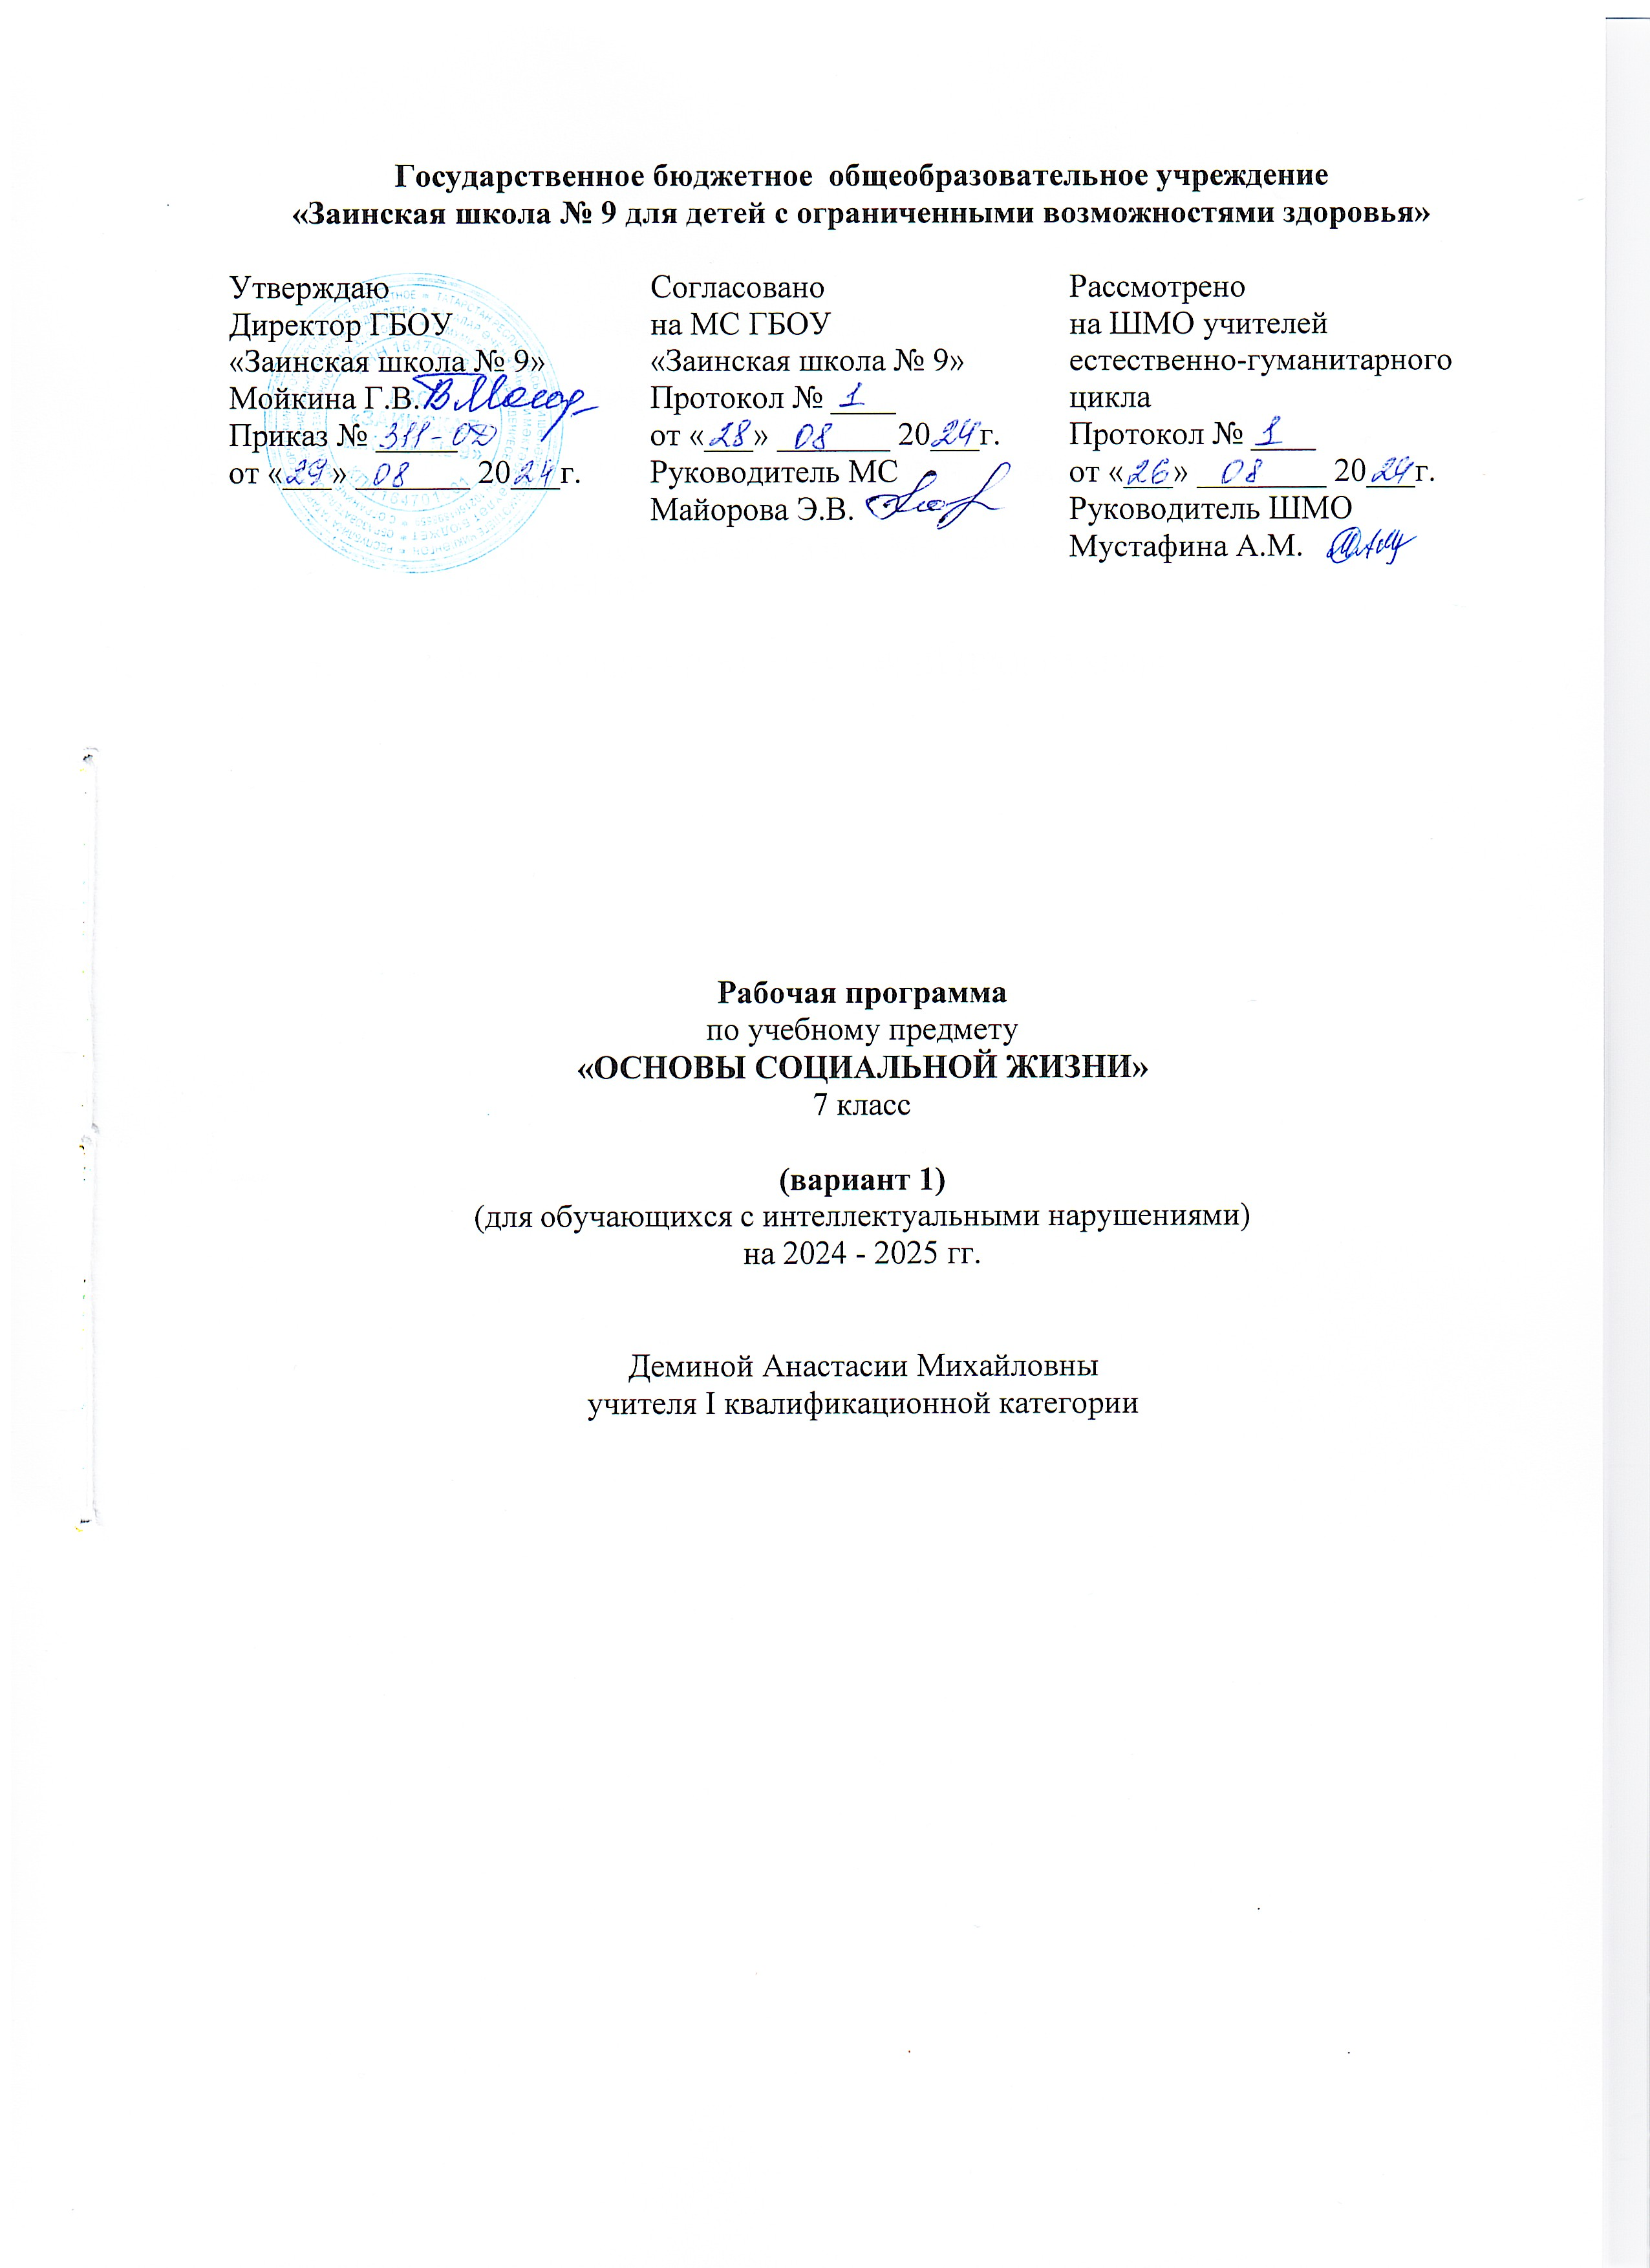 Государственное бюджетное  общеобразовательное учреждение
«Заинская школа № 9 для детей с ограниченными возможностями здоровья»
Утверждаю
Директор ГБОУ
«Заинская школа № 9»
Мойкина Г.В.
Приказ № 311-ОД
от «29» 08 2024г.
Согласовано
на МС ГБОУ
«Заинская школа № 9»
Протокол № 1
от «28» 08 2024г.
Руководитель МС
Майорова Э.В.
Рассмотрено
на ШМО учителей
естественно-гуманитарного
цикла
Протокол № 1
от «26» 08 2024г.
Руководитель ШМО
Мустафина А.М.
Рабочая программа
по учебному предмету
«ОСНОВЫ СОЦИАЛЬНОЙ ЖИЗНИ»
7 класс
(вариант 1)
(для обучающихся с интеллектуальными нарушениями)
на 2024 - 2025 гг.
Деминой Анастасии Михайловны
учителя I квалификационной категории